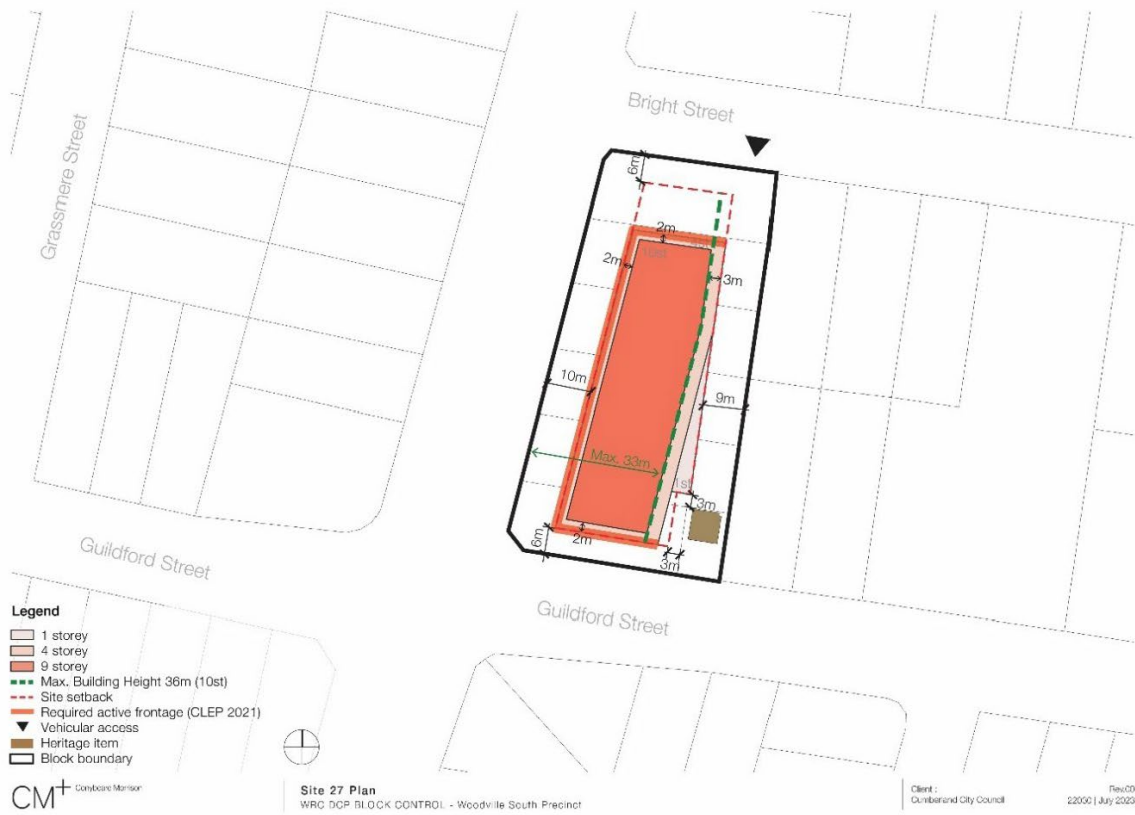 Bright Street
Grassmere Street
6m
2m
2m
3m
10m
9m
Max. 33m
1st
3m
6m
2m
3m
Guildford Street
Guildford Street
Legend
1 storey
4 storey
9 storey
Max. Building Height 36m (10st)
Site setback
Required active frontage (CLEP 2021)
Vehicular access
Heritage item
Block boundary
CM+ Conybeare Morrison
Site 27 Plan
WRC DCP BLOCK CONTROL - Woodville South Precinct
Client :
Cumberland City Council
22030 | July 2023